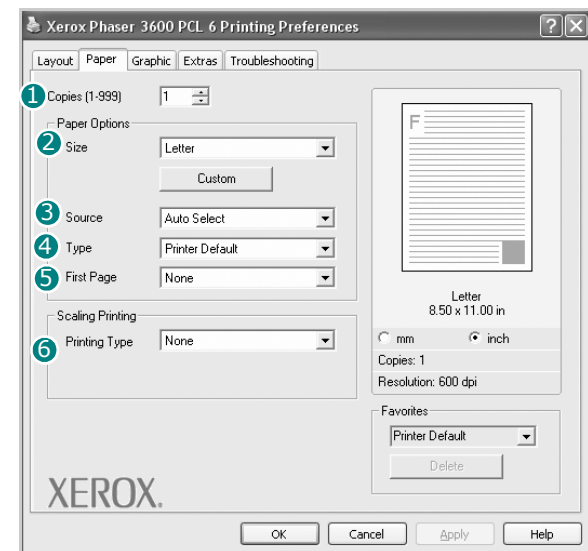 Xerox Phaser 3600 PCL 6 Printing Preferences
Layout Paper Graphic Extras Troubleshooting
1 Copies (1-999) 1
Paper Options
2 Size Letter
Custom
3 Source Auto Select
4 Type Printer Default
5 First Page None
Scaling Printing
6 Printing Type None
F
Letter
8.50 x 11.00 in
mm inch
Copies: 1
Resolution: 600 dpi
Favorites
Printer Default
Delete
XEROX.
OK Cancel Apply Help